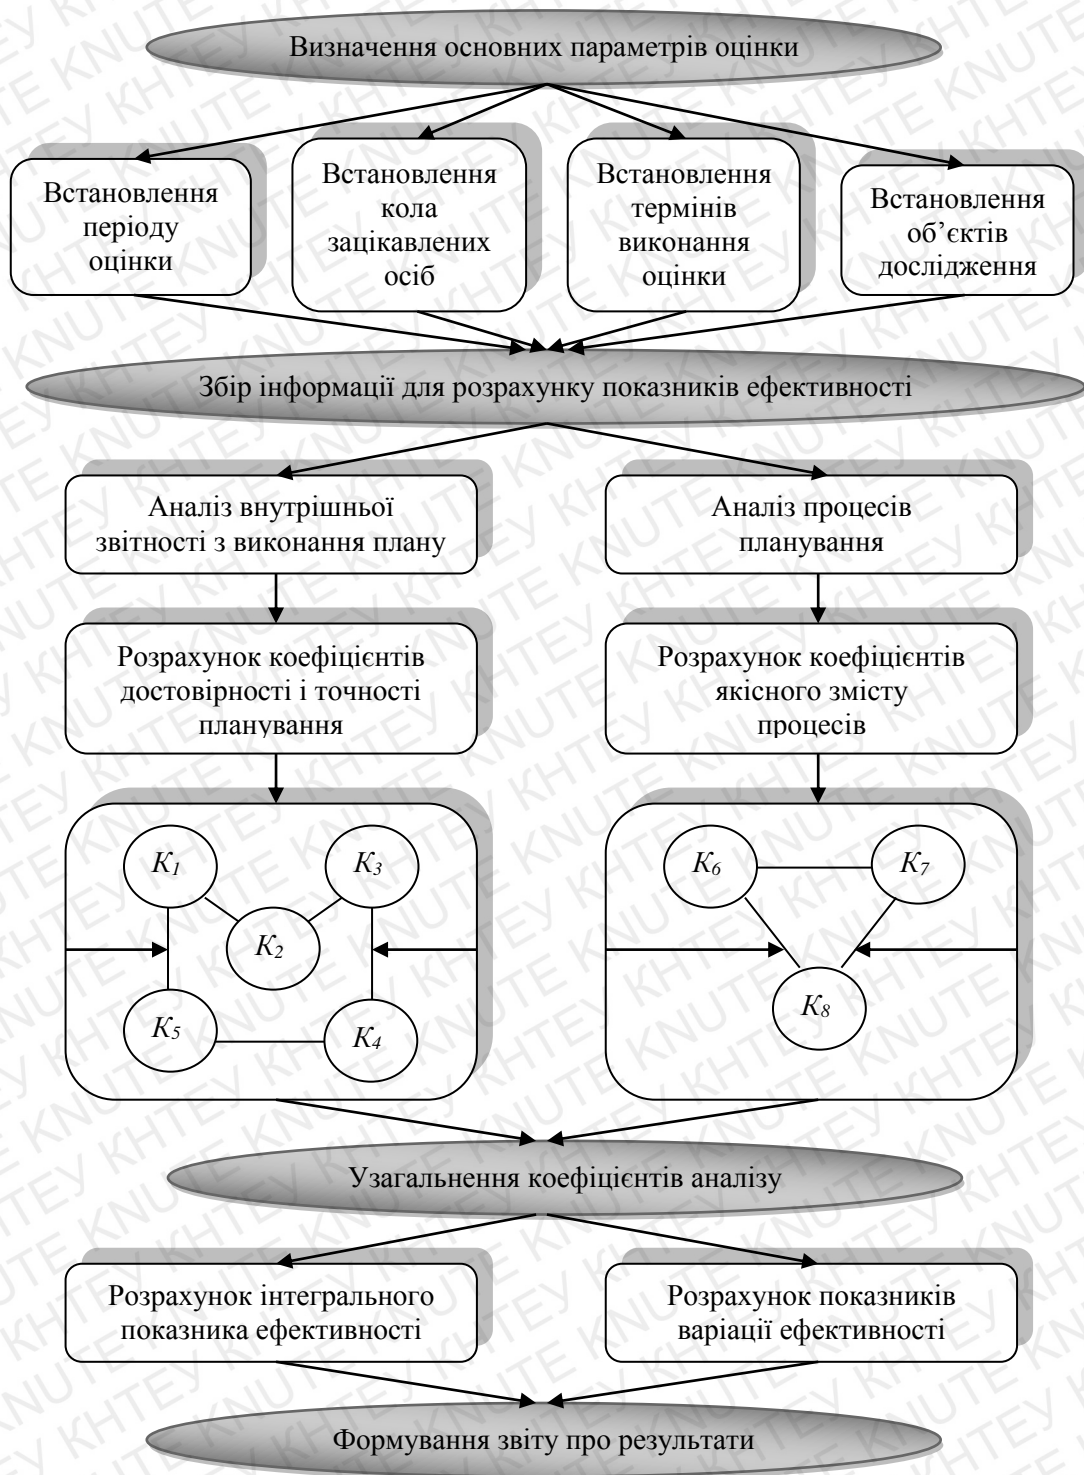 Визначення основних параметрів оцінки
Встановлення
періоду
оцінки
Встановлення
кола
зацікавлених
осіб
Встановлення
термінів
виконання
оцінки
Встановлення
об’єктів
дослідження
Збір інформації для розрахунку показників ефективності
Аналіз внутрішньої
звітності з виконання плану
Аналіз процесів
планування
Розрахунок коефіцієнтів
достовірності і точності
планування
Розрахунок коефіцієнтів
якісного змісту
процесів
K1
K3
K2
K5
K4
K6
K7
K8
Узагальнення коефіцієнтів аналізу
Розрахунок інтегрального
показника ефективності
Розрахунок показників
варіації ефективності
Формування звіту про результати
КНТЕУ KNUTE